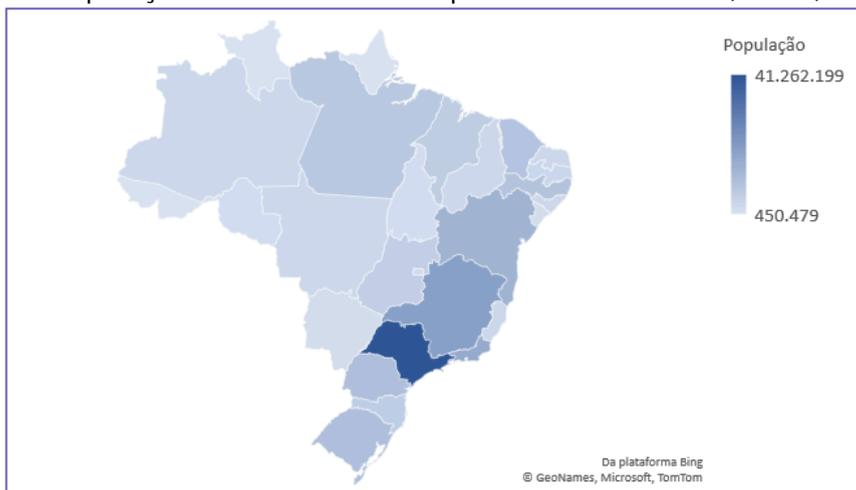 População
41.262.199
450.479
Da plataforma Bing
© GeoNames, Microsoft, TomTom